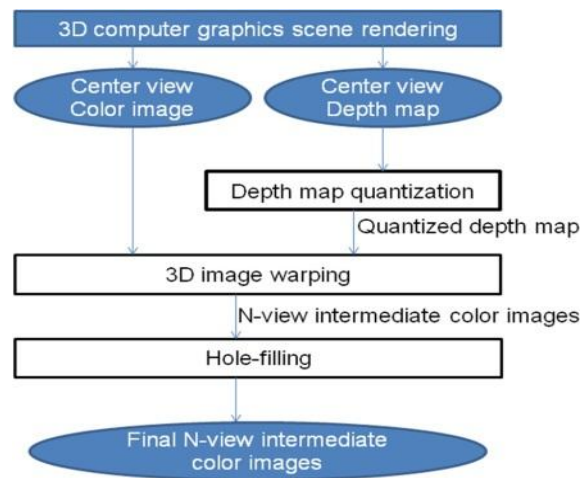 3D computer graphics scene rendering
Center view
Color image
Center view
Depth map
Depth map quantization
Quantized depth map
3D image warping
N-view intermediate color images
Hole-filling
Final N-view intermediate
color images